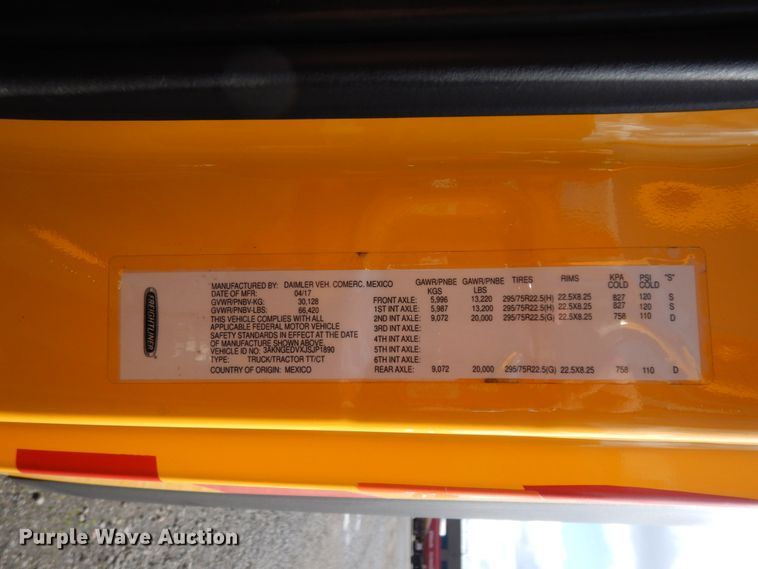 FREIGHTLINER
MANUFACTURED BY: DAIMLER VEH. COMERC. MEXICO
DATE OF MFR: 04/17
GVWR/PNBV-KG: 30,128
GVWR/PNBV-LBS: 66,420
THIS VEHICLE COMPLIES WITH ALL
APPLICABLE FEDERAL MOTOR VEHICLE
SAFETY STANDARDS IN EFFECT AT THE DATE
OF MANUFACTURE SHOWN ABOVE.
VEHICLE ID NO.: 3AKNGEDVXJSJP1890
TYPE: TRUCK/TRACTOR TT/CT
COUNTRY OF ORIGIN: MEXICO
GAWR/PNBE KGS GAWR/PNBE LBS TIRES RIMS KPA COLD PSI COLD "S"
FRONT AXLE: 5,996 13,220 295/75R22.5(H) 22.5X8.25 827 120 S
1ST INT AXLE: 5,987 13,200 295/75R22.5(H) 22.5X8.25 827 120 S
2ND INT AXLE: 9,072 20,000 295/75R22.5(G) 22.5X8.25 758 110 D
3RD INT AXLE:
4TH INT AXLE:
5TH INT AXLE:
6TH INT AXLE:
REAR AXLE: 9,072 20,000 295/75R22.5(G) 22.5X8.25 758 110 D
Purple Wave Auction